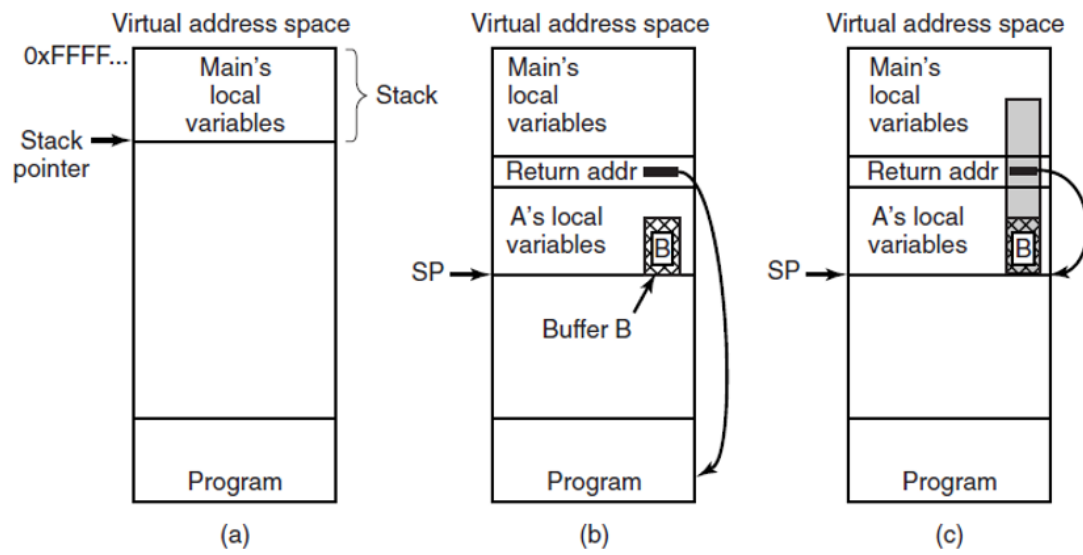 Virtual address space
0xFFFF...
Main's
local
variables
Stack
Stack
pointer
Program
(a)
Virtual address space
Main's
local
variables
Return addr
A's local
variables
B
SP
Buffer B
Program
(b)
Virtual address space
Main's
local
variables
Return addr
A's local
variables
B
SP
Program
(c)